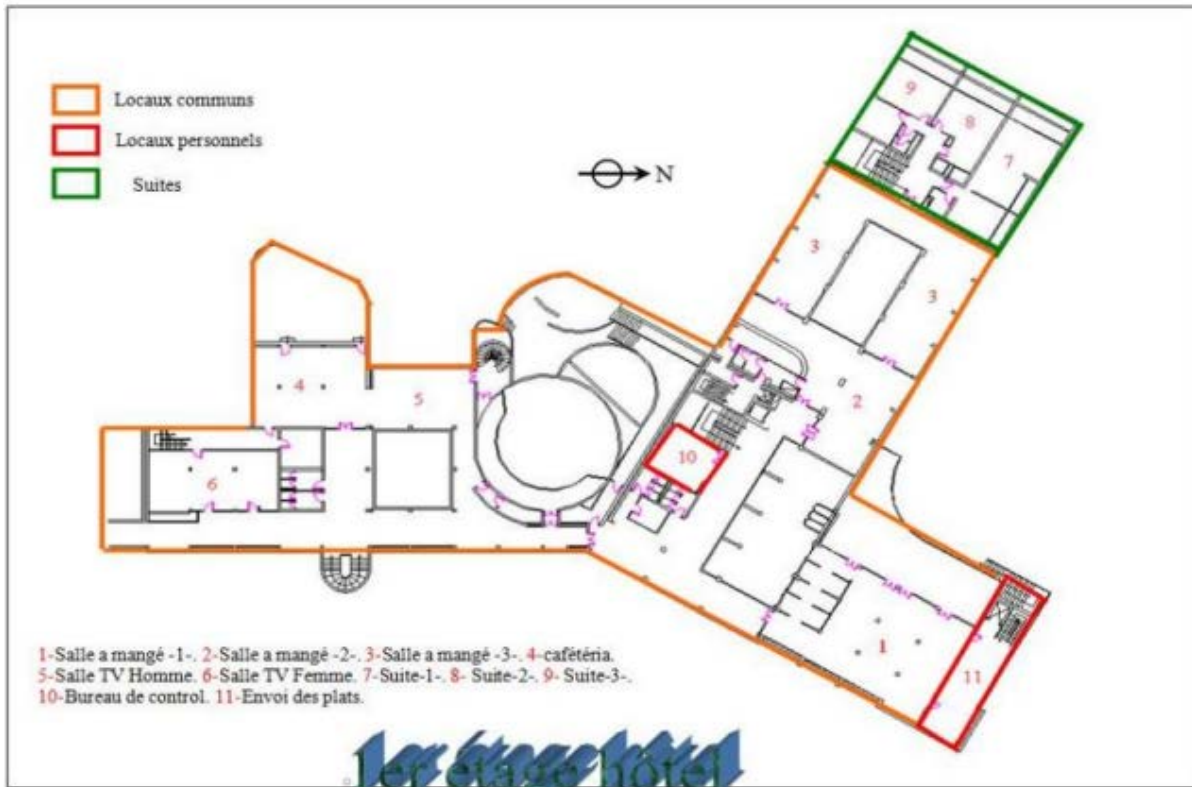 Locaux communs
Locaux personnels
Suites
N
9
8
7
3
3
4
5
2
10
6
1
11
1-Salle a mangé -1-. 2-Salle a mangé -2-. 3-Salle a mangé -3-. 4-cafétéria.
5-Salle TV Homme. 6-Salle TV Femme. 7-Suite-1-. 8- Suite-2-. 9- Suite-3-.
10-Bureau de control. 11-Envoi des plats.
1er étage hôtel